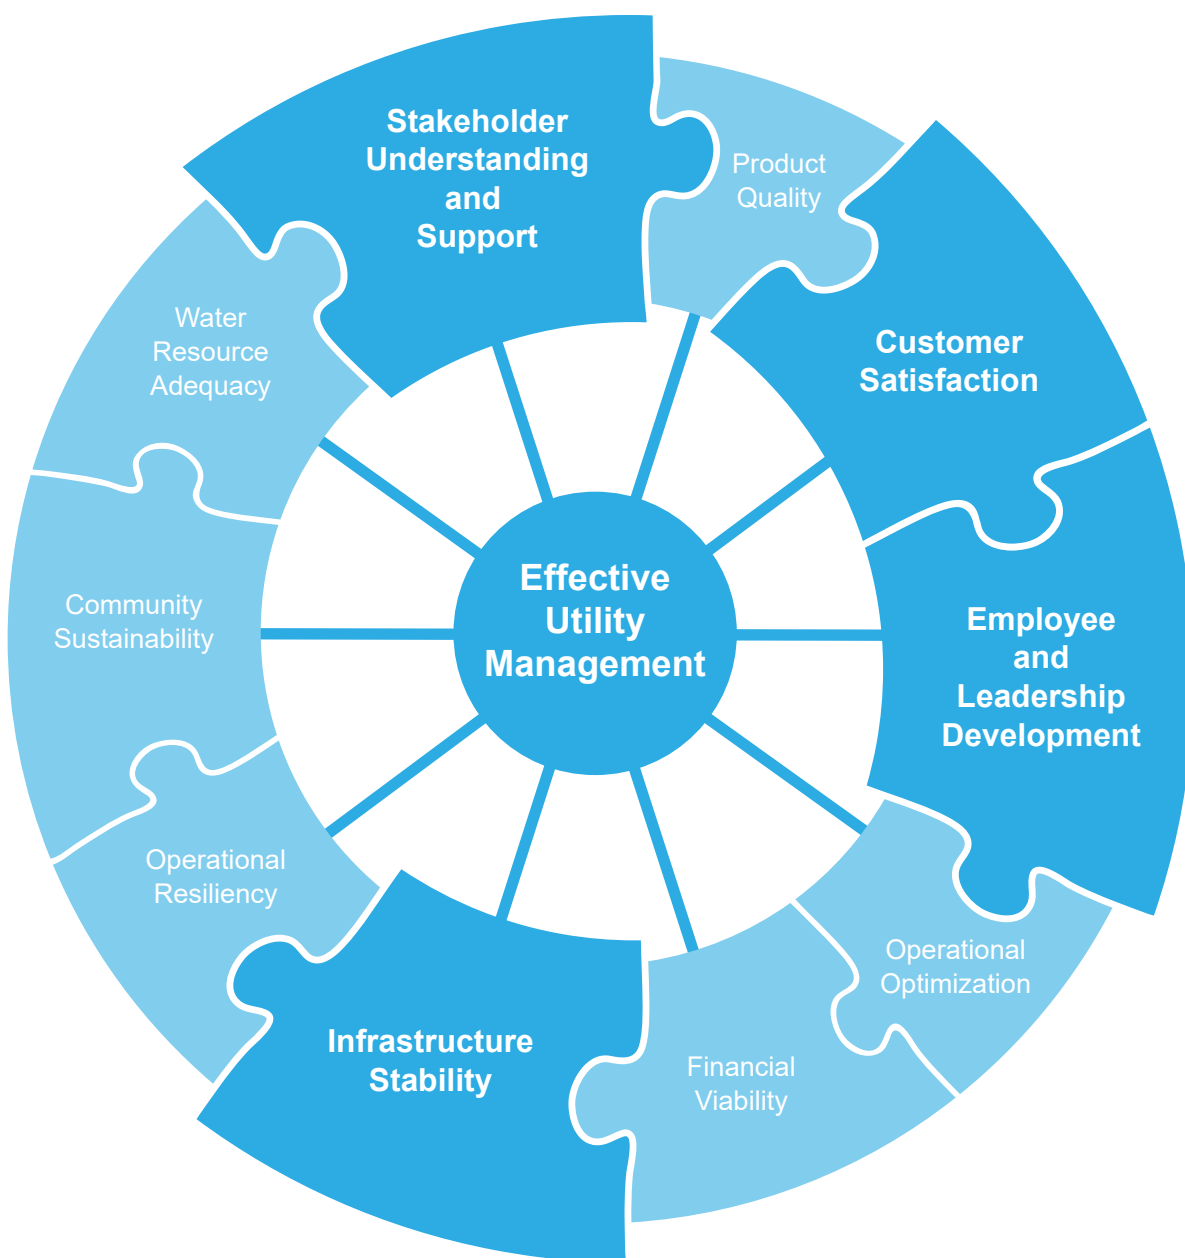 Stakeholder
Understanding
and
Support
Product
Quality
Customer
Satisfaction
Employee
and
Leadership
Development
Operational
Optimization
Financial
Viability
Infrastructure
Stability
Operational
Resiliency
Community
Sustainability
Water
Resource
Adequacy
Effective
Utility
Management